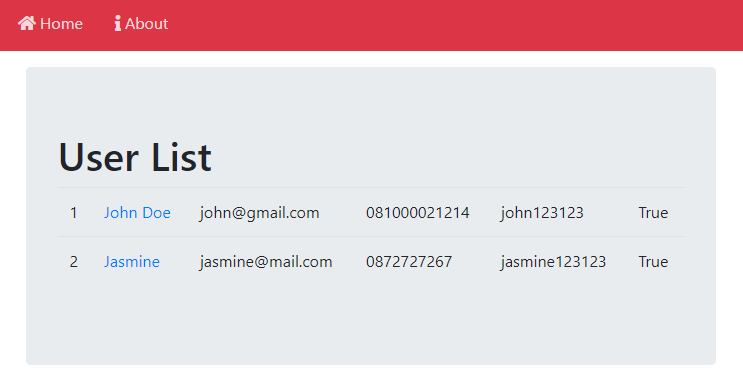 Home About
User List
1 John Doe john@gmail.com 081000021214 john123123 True
2 Jasmine jasmine@mail.com 0872727267 jasmine123123 True